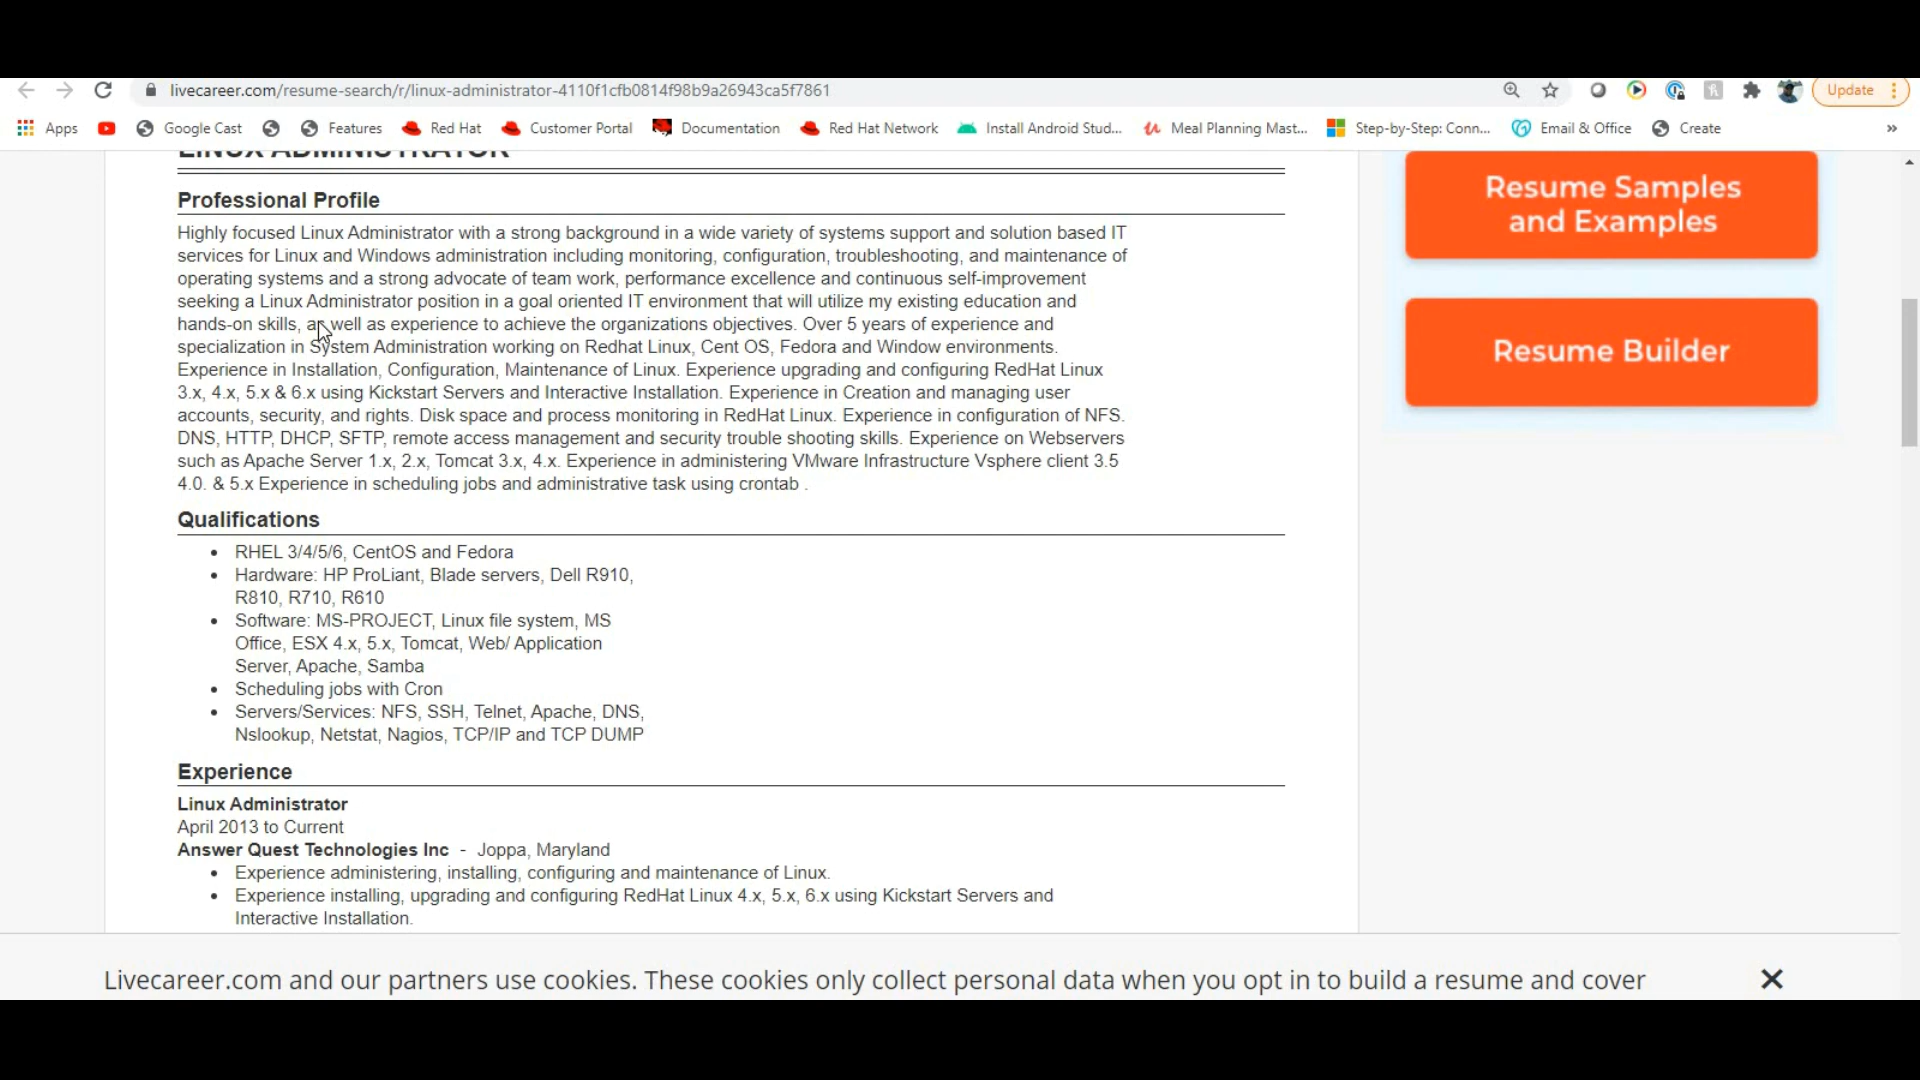 livecareer.com/resume-search/r/linux-administrator-4110f1cfb0814f98b9a26943ca5f7861
Update
Apps
Google Cast
Features
Red Hat
Customer Portal
Documentation
Red Hat Network
Install Android Stud...
Meal Planning Mast...
Step-by-Step: Conn...
Email & Office
Create
»
LINUX ADMINISTRATOR
Professional Profile
Highly focused Linux Administrator with a strong background in a wide variety of systems support and solution based IT
services for Linux and Windows administration including monitoring, configuration, troubleshooting, and maintenance of
operating systems and a strong advocate of team work, performance excellence and continuous self-improvement
seeking a Linux Administrator position in a goal oriented IT environment that will utilize my existing education and
hands-on skills, as well as experience to achieve the organizations objectives. Over 5 years of experience and
specialization in System Administration working on Redhat Linux, Cent OS, Fedora and Window environments.
Experience in Installation, Configuration, Maintenance of Linux. Experience upgrading and configuring RedHat Linux
3.x, 4.x, 5.x & 6.x using Kickstart Servers and Interactive Installation. Experience in Creation and managing user
accounts, security, and rights. Disk space and process monitoring in RedHat Linux. Experience in configuration of NFS.
DNS, HTTP, DHCP, SFTP, remote access management and security trouble shooting skills. Experience on Webservers
such as Apache Server 1.x, 2.x, Tomcat 3.x, 4.x. Experience in administering VMware Infrastructure Vsphere client 3.5
4.0. & 5.x Experience in scheduling jobs and administrative task using crontab .
Qualifications
• RHEL 3/4/5/6, CentOS and Fedora
• Hardware: HP ProLiant, Blade servers, Dell R910,
R810, R710, R610
• Software: MS-PROJECT, Linux file system, MS
Office, ESX 4.x, 5.x, Tomcat, Web/ Application
Server, Apache, Samba
• Scheduling jobs with Cron
• Servers/Services: NFS, SSH, Telnet, Apache, DNS,
Nslookup, Netstat, Nagios, TCP/IP and TCP DUMP
Experience
Linux Administrator
April 2013 to Current
Answer Quest Technologies Inc - Joppa, Maryland
• Experience administering, installing, configuring and maintenance of Linux.
• Experience installing, upgrading and configuring RedHat Linux 4.x, 5.x, 6.x using Kickstart Servers and
Interactive Installation.
Resume Samples
and Examples
Resume Builder
Livecareer.com and our partners use cookies. These cookies only collect personal data when you opt in to build a resume and cover